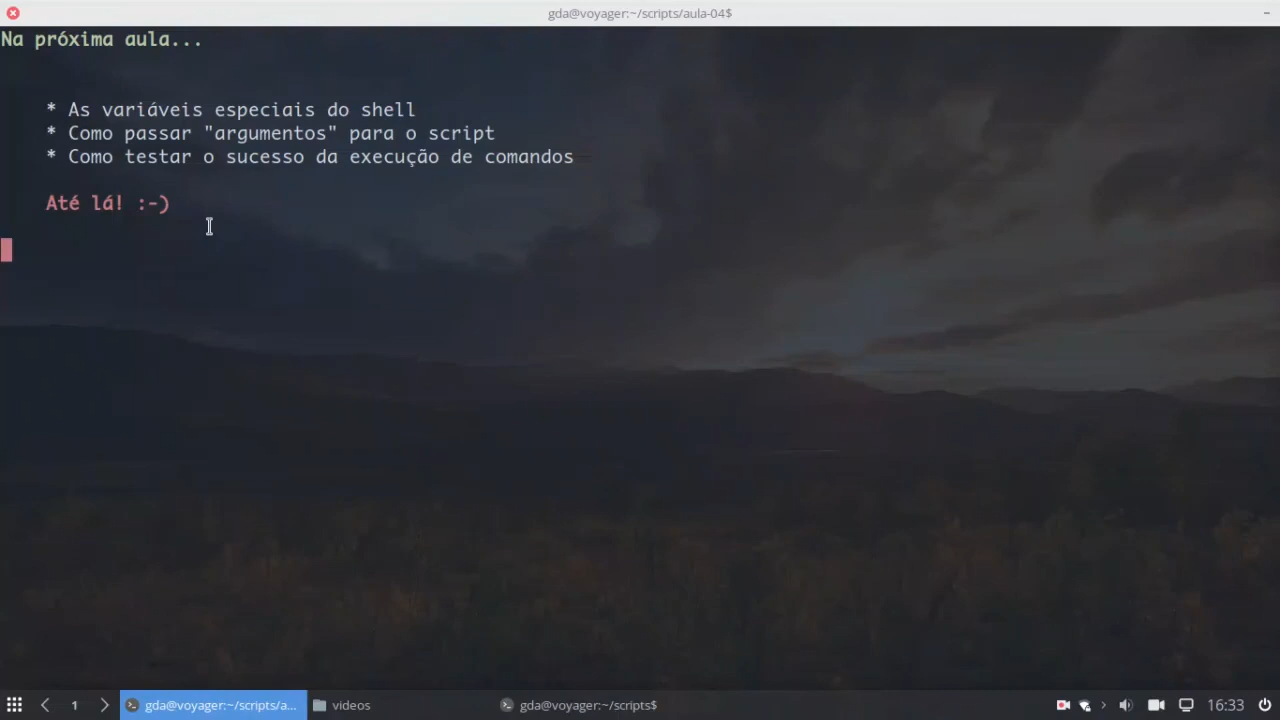 gda@voyager:~/scripts/aula-04$
Na próxima aula...
* As variáveis especiais do shell
* Como passar "argumentos" para o script
* Como testar o sucesso da execução de comandos
Até lá! :-)
1
gda@voyager:~/scripts/a...
videos
gda@voyager:~/scripts$
16:33